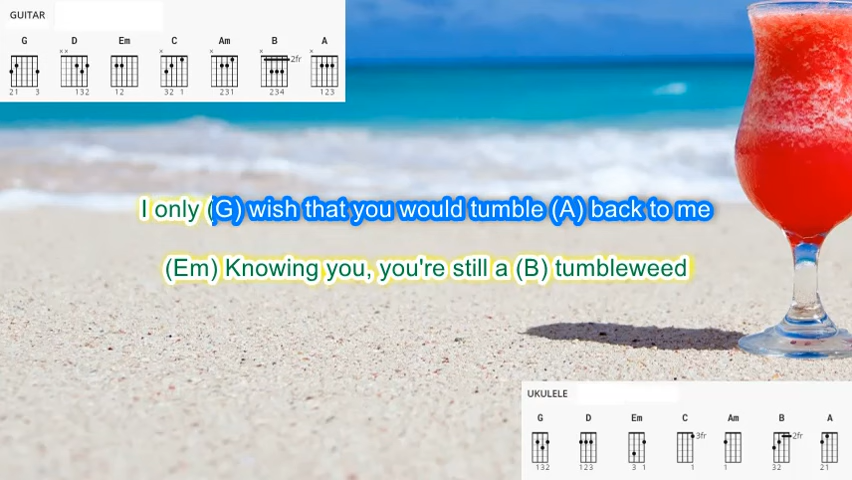 GUITAR
G D Em C Am B A
x x x x x x
2fr
21 3 132 12 32 1 231 234 123
I only (G) wish that you would tumble (A) back to me
(Em) Knowing you, you're still a (B) tumbleweed
UKULELE
G D Em C Am B A
3fr 2fr
132 123 3 1 1 1 32 21